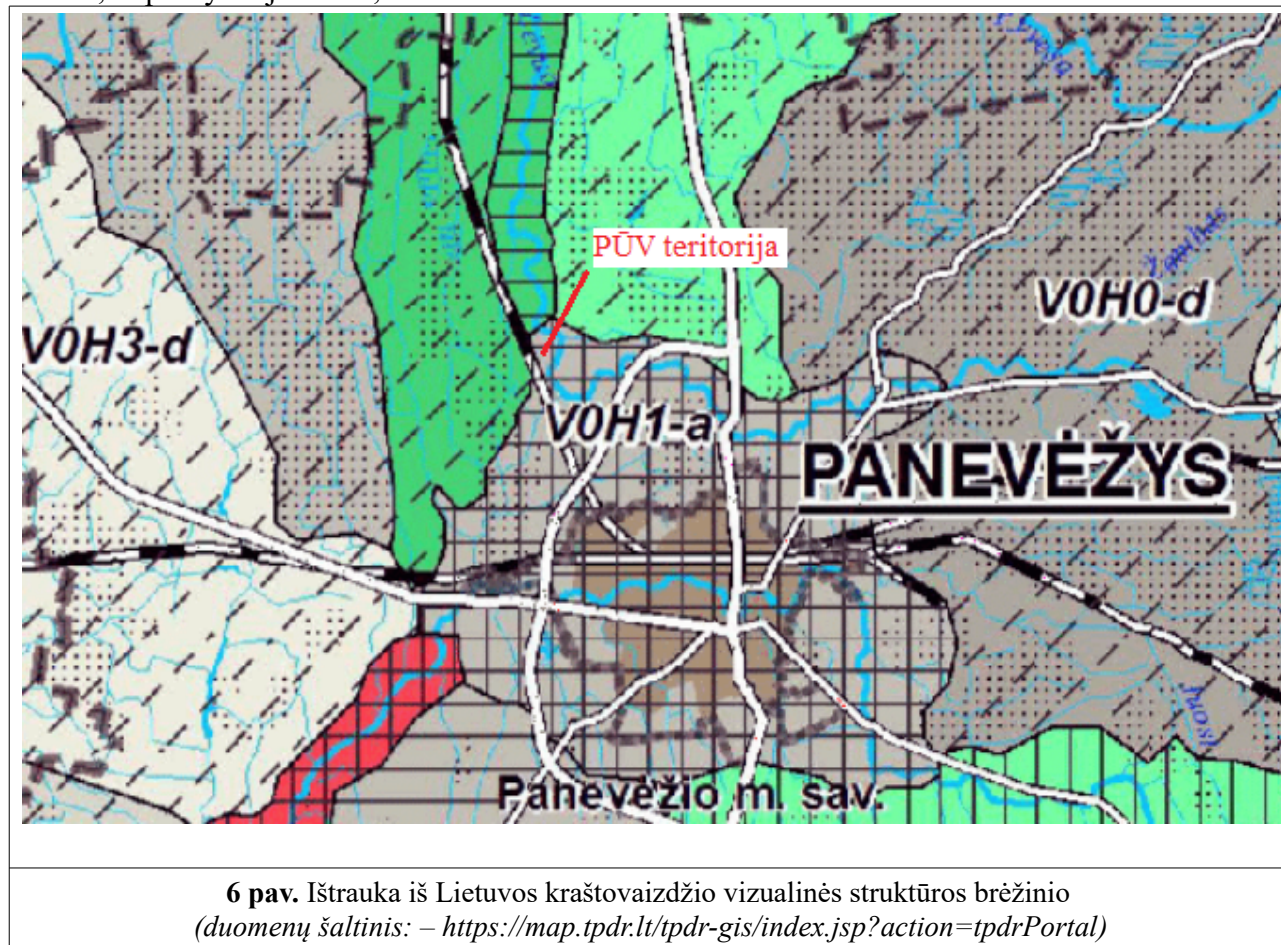 PŪV teritorija
V0H0-d
V0H3-d
V0H1-a
PANEVĖŽYS
Panevėžio m. sav.
6 pav. Ištrauka iš Lietuvos kraštovaizdžio vizualinės struktūros brėžinio
(duomenų šaltinis: – https://map.tpdr.lt/tpdr-gis/index.jsp?action=tpdrPortal)